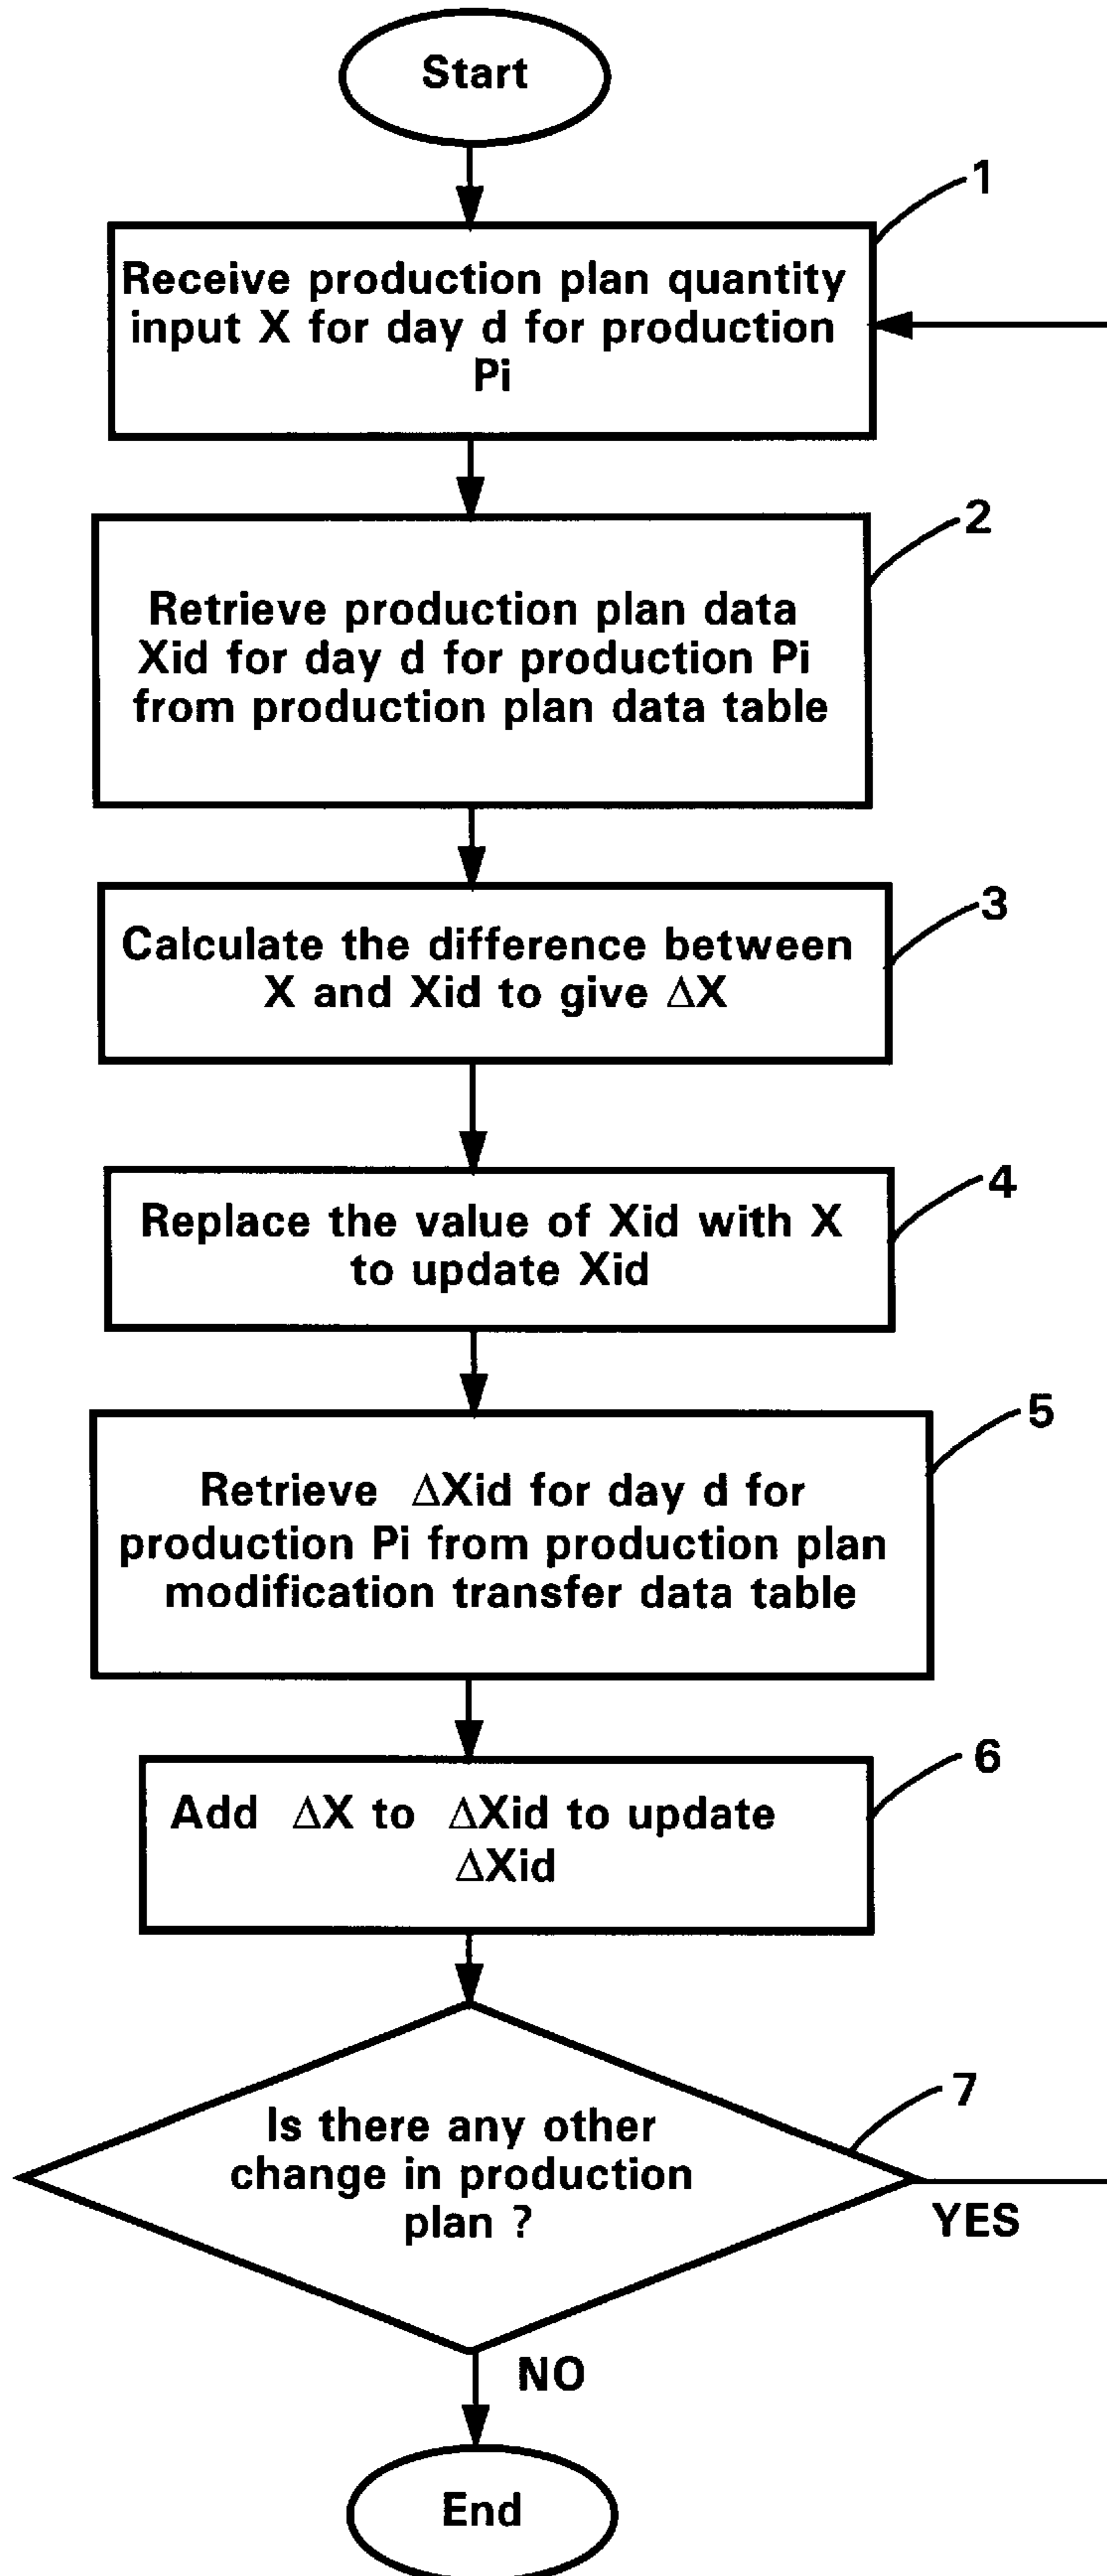 Start
1
Receive production plan quantity
input X for day d for production
Pi
2
Retrieve production plan data
Xid for day d for production Pi
from production plan data table
3
Calculate the difference between
X and Xid to give ΔX
4
Replace the value of Xid with X
to update Xid
5
Retrieve ΔXid for day d for
production Pi from production plan
modification transfer data table
6
Add ΔX to ΔXid to update
ΔXid
7
Is there any other
change in production
plan ?
YES
NO
End